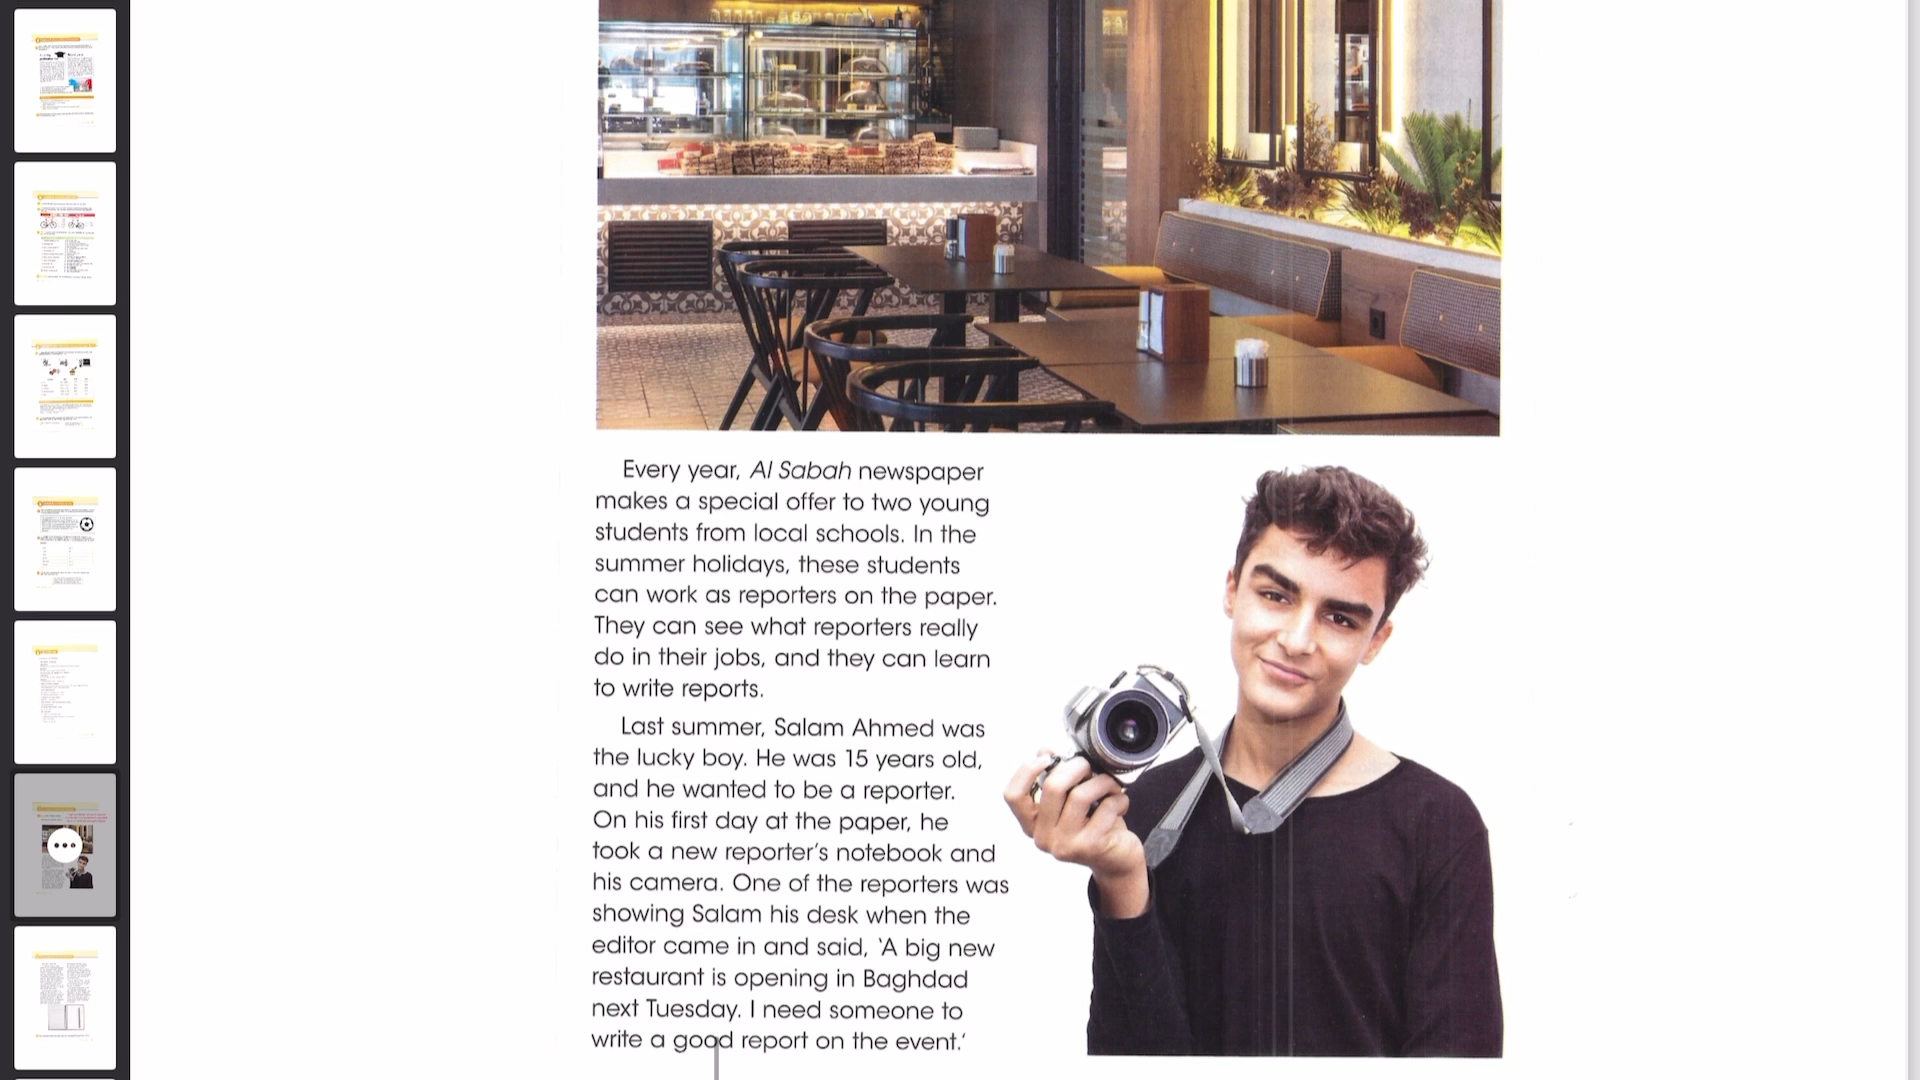 Every year, Al Sabah newspaper
makes a special offer to two young
students from local schools. In the
summer holidays, these students
can work as reporters on the paper.
They can see what reporters really
do in their jobs, and they can learn
to write reports.
Last summer, Salam Ahmed was
the lucky boy. He was 15 years old,
and he wanted to be a reporter.
On his first day at the paper, he
took a new reporter’s notebook and
his camera. One of the reporters was
showing Salam his desk when the
editor came in and said, ‘A big new
restaurant is opening in Baghdad
next Tuesday. I need someone to
write a good report on the event.’